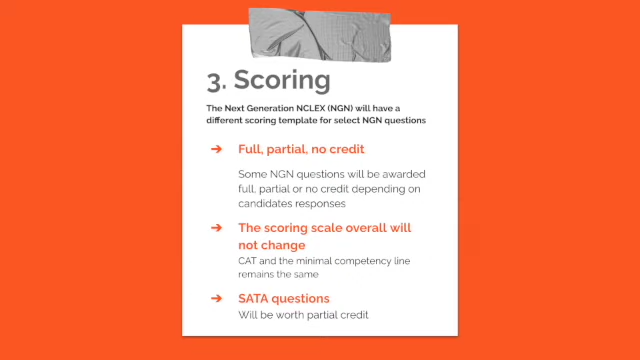 3. Scoring
The Next Generation NCLEX (NGN) will have a
different scoring template for select NGN questions
➔ Full, partial, no credit
Some NGN questions will be awarded
full, partial or no credit depending on
candidates responses
➔ The scoring scale overall will
not change
CAT and the minimal competency line
remains the same
➔ SATA questions
Will be worth partial credit